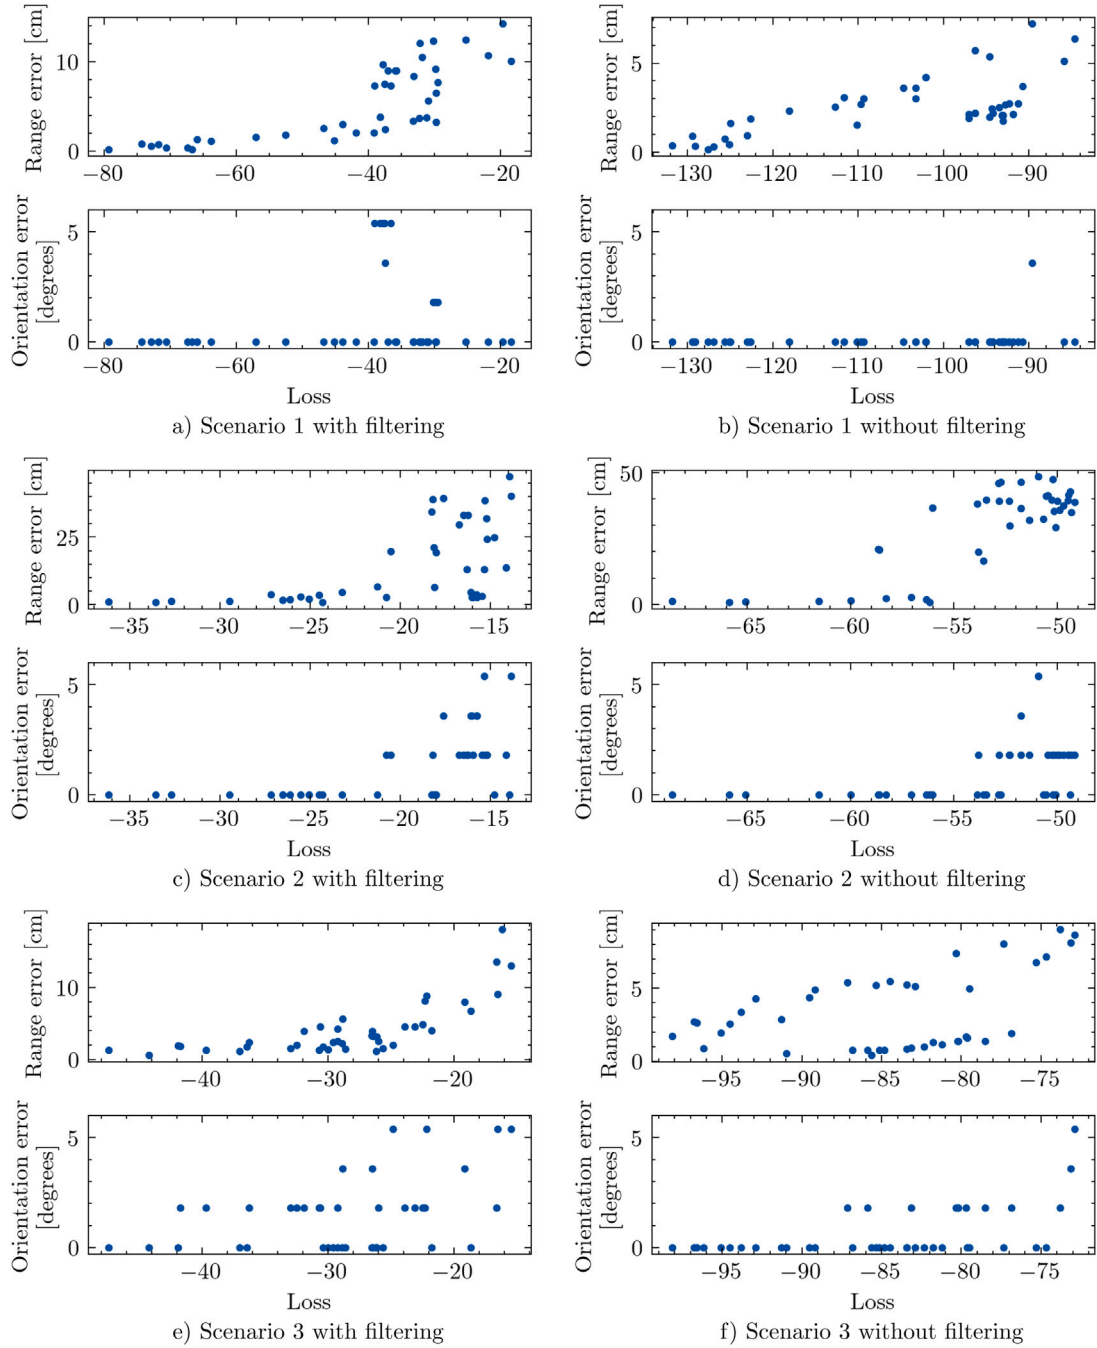 Range error [cm]
10
0
−80
−60
−40
−20
Orientation error
[degrees]
5
0
−80
−60
−40
−20
Loss
a) Scenario 1 with filtering
Range error [cm]
5
0
−130
−120
−110
−100
−90
Orientation error
[degrees]
5
0
−130
−120
−110
−100
−90
Loss
b) Scenario 1 without filtering
Range error [cm]
25
0
−35
−30
−25
−20
−15
Orientation error
[degrees]
5
0
−35
−30
−25
−20
−15
Loss
c) Scenario 2 with filtering
Range error [cm]
50
25
0
−65
−60
−55
−50
Orientation error
[degrees]
5
0
−65
−60
−55
−50
Loss
d) Scenario 2 without filtering
Range error [cm]
10
0
−40
−30
−20
Orientation error
[degrees]
5
0
−40
−30
−20
Loss
e) Scenario 3 with filtering
Range error [cm]
5
0
−95
−90
−85
−80
−75
Orientation error
[degrees]
5
0
−95
−90
−85
−80
−75
Loss
f) Scenario 3 without filtering